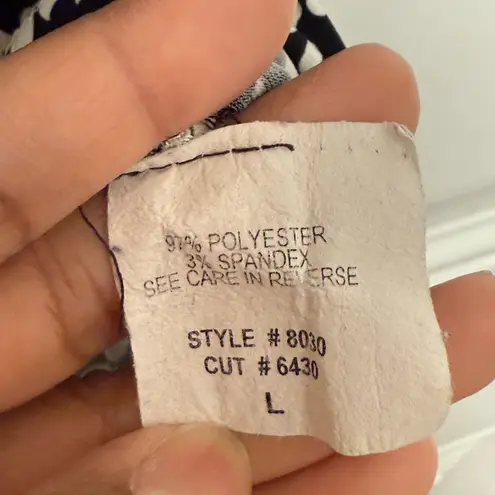 97% POLYESTER
3% SPANDEX
SEE CARE IN REVERSE
STYLE # 8030
CUT # 6430
L